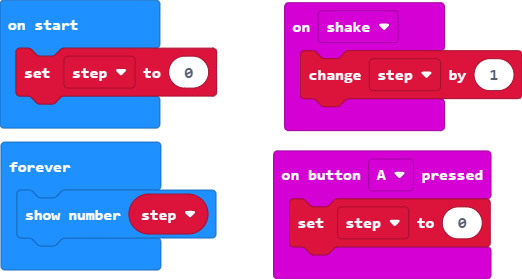 on start
set step to 0
on shake
change step by 1
forever
show number step
on button A pressed
set step to 0